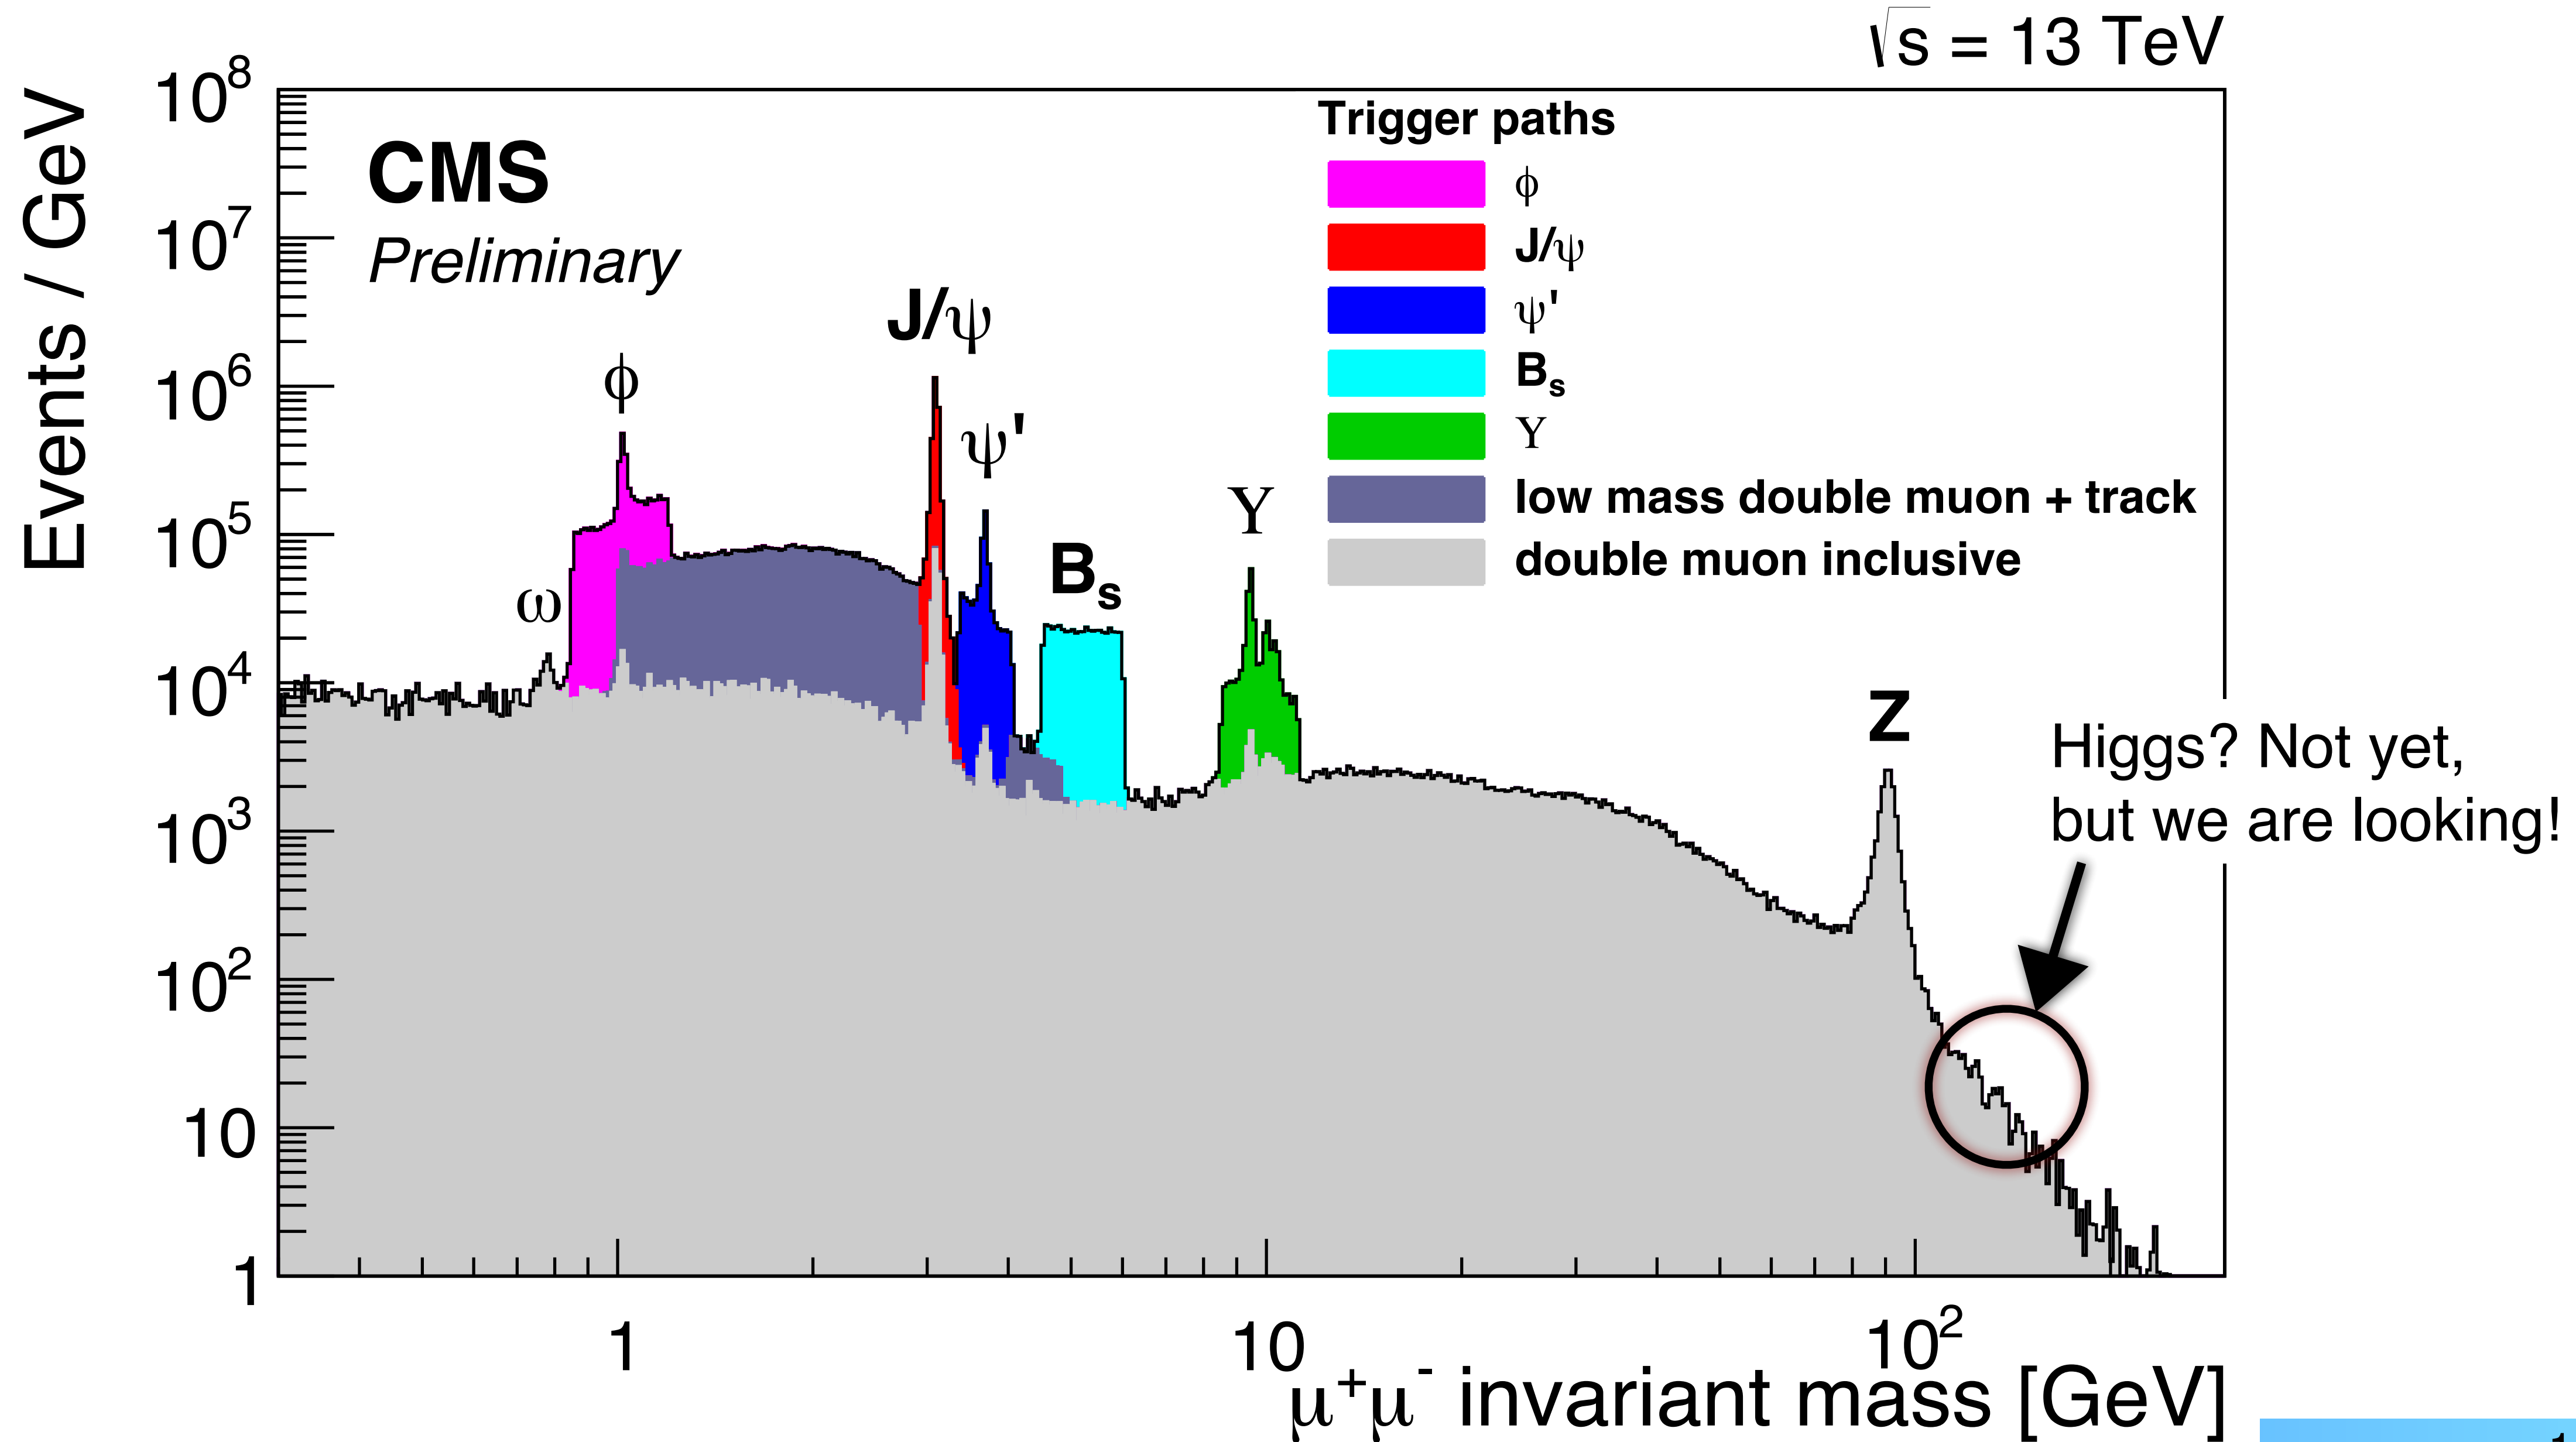 √s = 13 TeV
Events / GeV
10⁸
10⁷
10⁶
10⁵
10⁴
10³
10²
10
1
CMS
Preliminary
Trigger paths
ϕ
J/ψ
ψ'
Bₛ
Υ
low mass double muon + track
double muon inclusive
ω
ϕ
J/ψ
ψ'
Bₛ
Υ
Z
Higgs? Not yet,
but we are looking!
1
10
10²
μ⁺μ⁻ invariant mass [GeV]